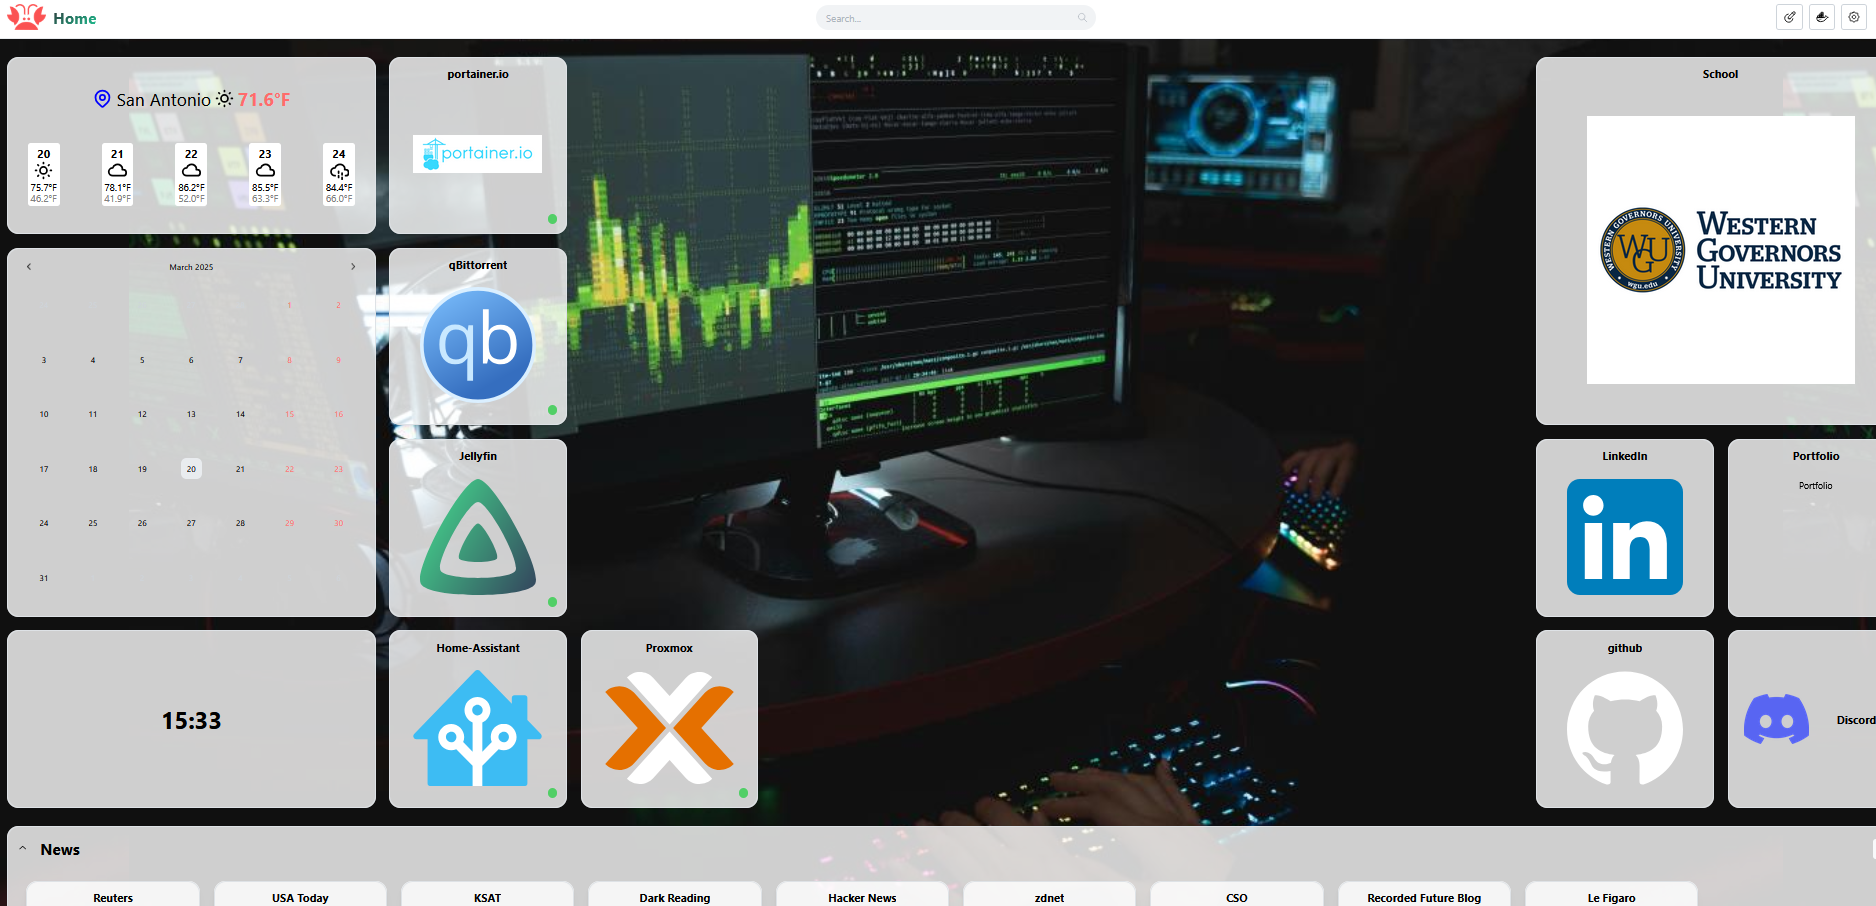 Home
Search...
San Antonio 71.6°F
20 21 22 23 24
75.7°F 78.1°F 86.2°F 85.5°F 84.4°F
46.2°F 41.9°F 52.0°F 63.3°F 66.0°F
portainer.io
portainer.io
School
WESTERN GOVERNORS UNIVERSITY
WGU
wgu.edu
WESTERN
GOVERNORS
UNIVERSITY
March 2025
1 2
3 4 5 6 7 8 9
10 11 12 13 14 15 16
17 18 19 20 21 22 23
24 25 26 27 28 29 30
31
qBittorrent
qb
Jellyfin
LinkedIn
in
Portfolio
Portfolio
15:33
Home-Assistant
Proxmox
github
Discord
News
Reuters
USA Today
KSAT
Dark Reading
Hacker News
zdnet
CSO
Recorded Future Blog
Le Figaro